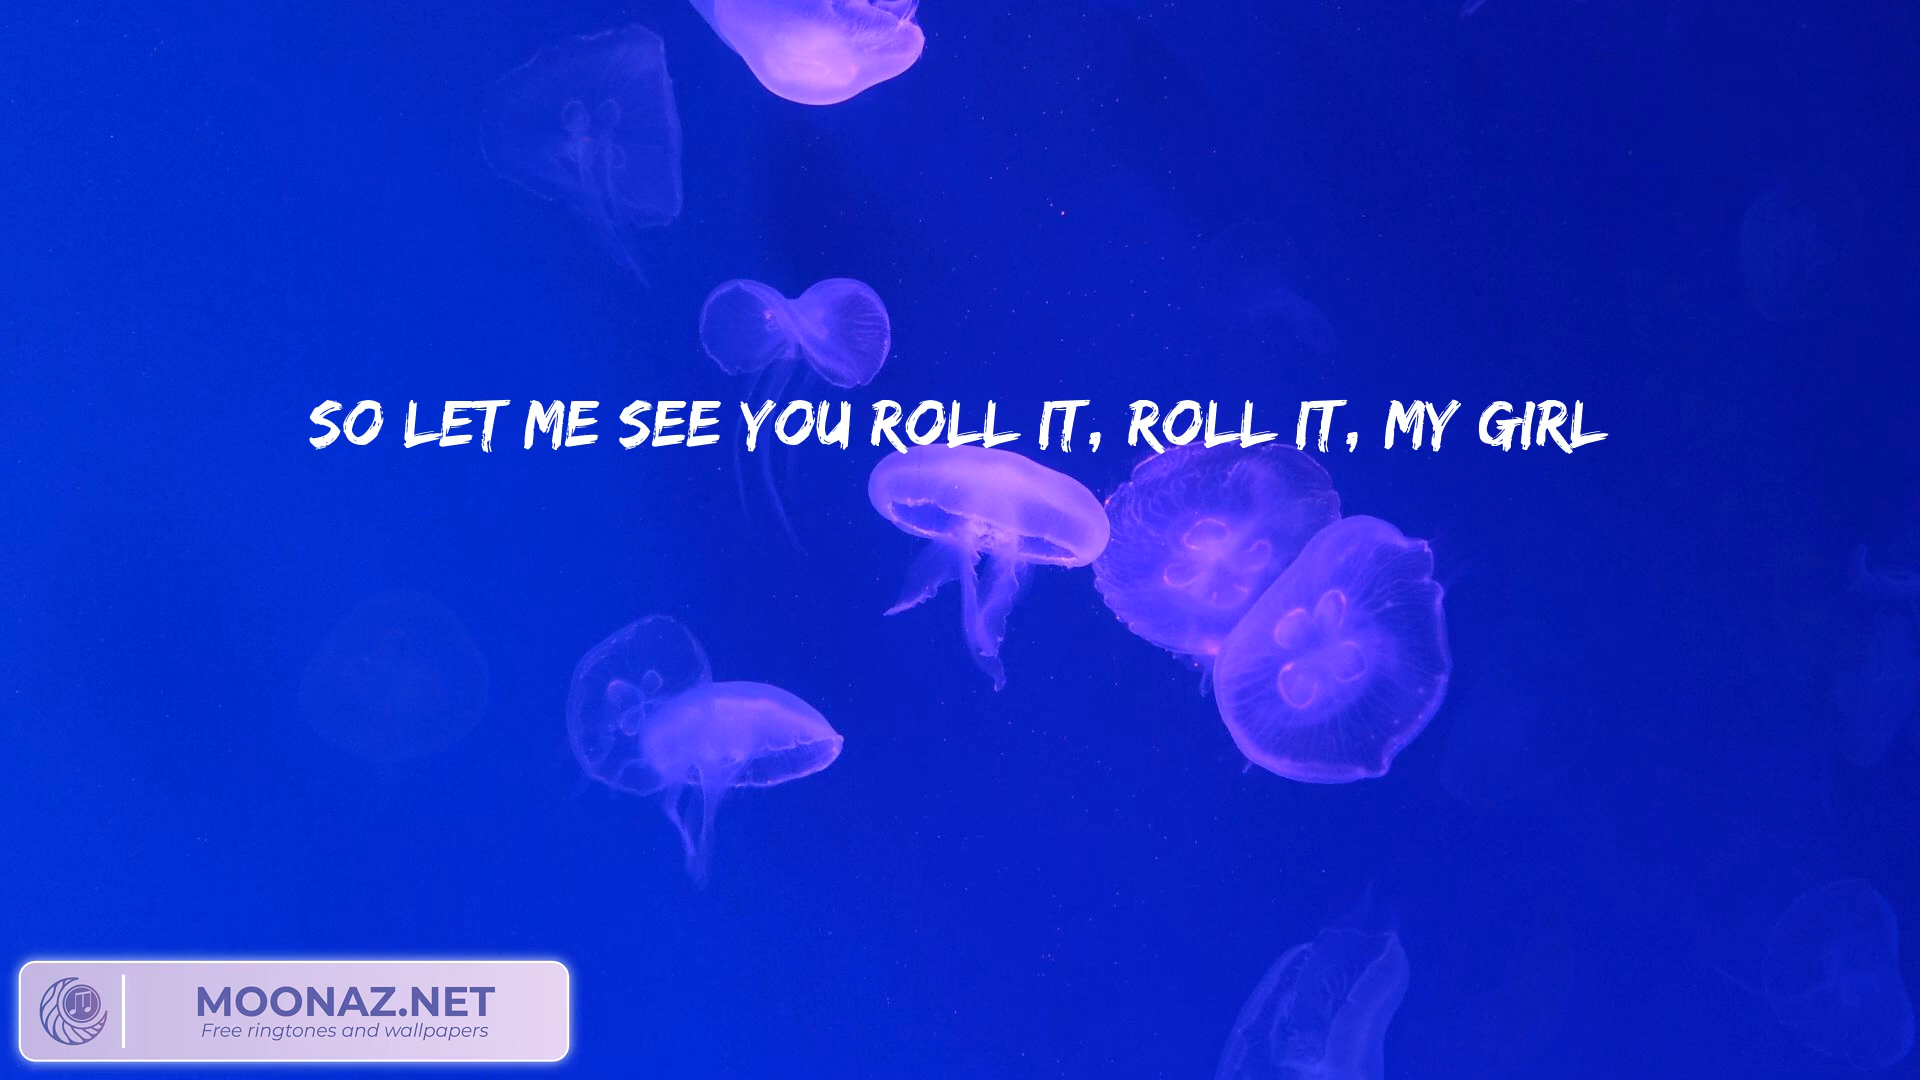 SO LET ME SEE YOU ROLL IT, ROLL IT, MY GIRL
MOONAZ.NET
Free ringtones and wallpapers